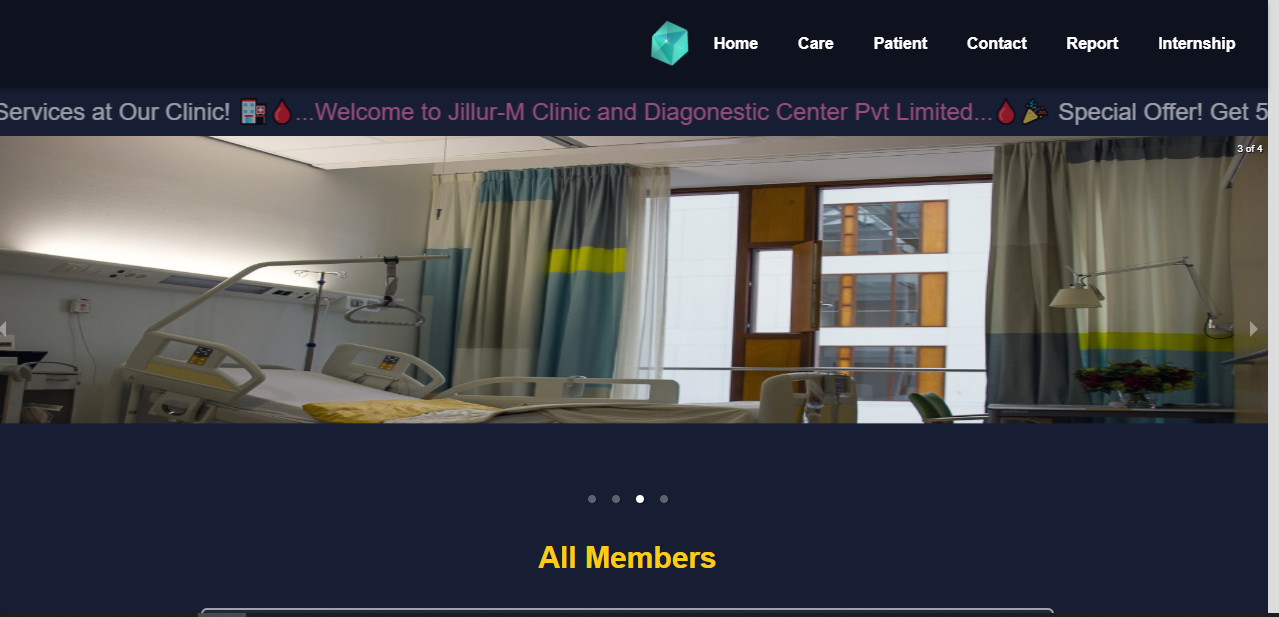 Home Care Patient Contact Report Internship
Services at Our Clinic! 🏥🩸...Welcome to Jillur-M Clinic and Diagonestic Center Pvt Limited...🩸🎉 Special Offer! Get 5
3 of 4
All Members